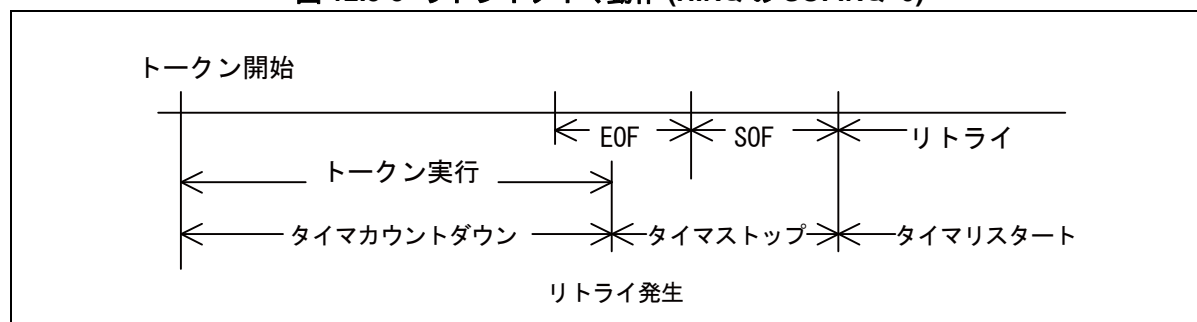 トークン開始
EOF
SOF
リトライ
トークン実行
タイマカウントダウン
タイマストップ
タイマリスタート
リトライ発生